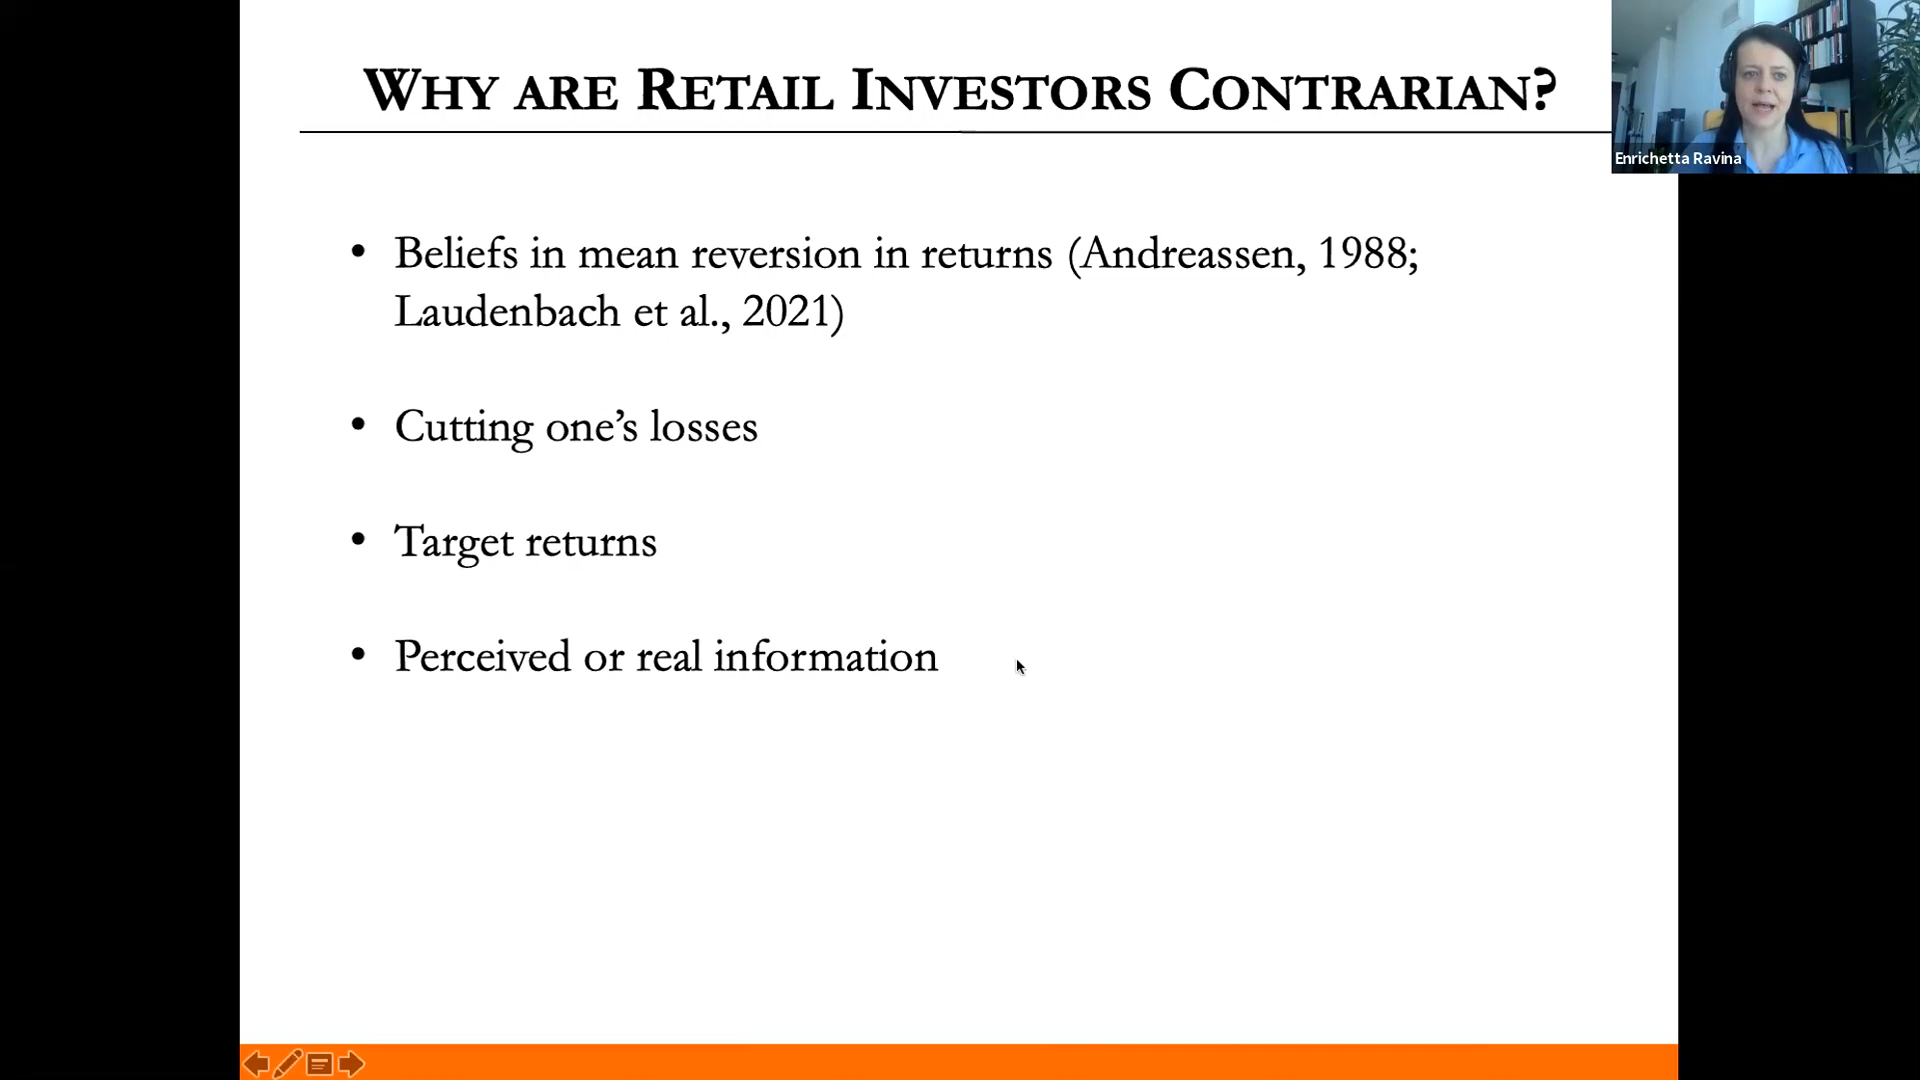 WHY ARE RETAIL INVESTORS CONTRARIAN?
Enrichetta Ravina
• Beliefs in mean reversion in returns (Andreassen, 1988;
Laudenbach et al., 2021)
• Cutting one’s losses
• Target returns
• Perceived or real information